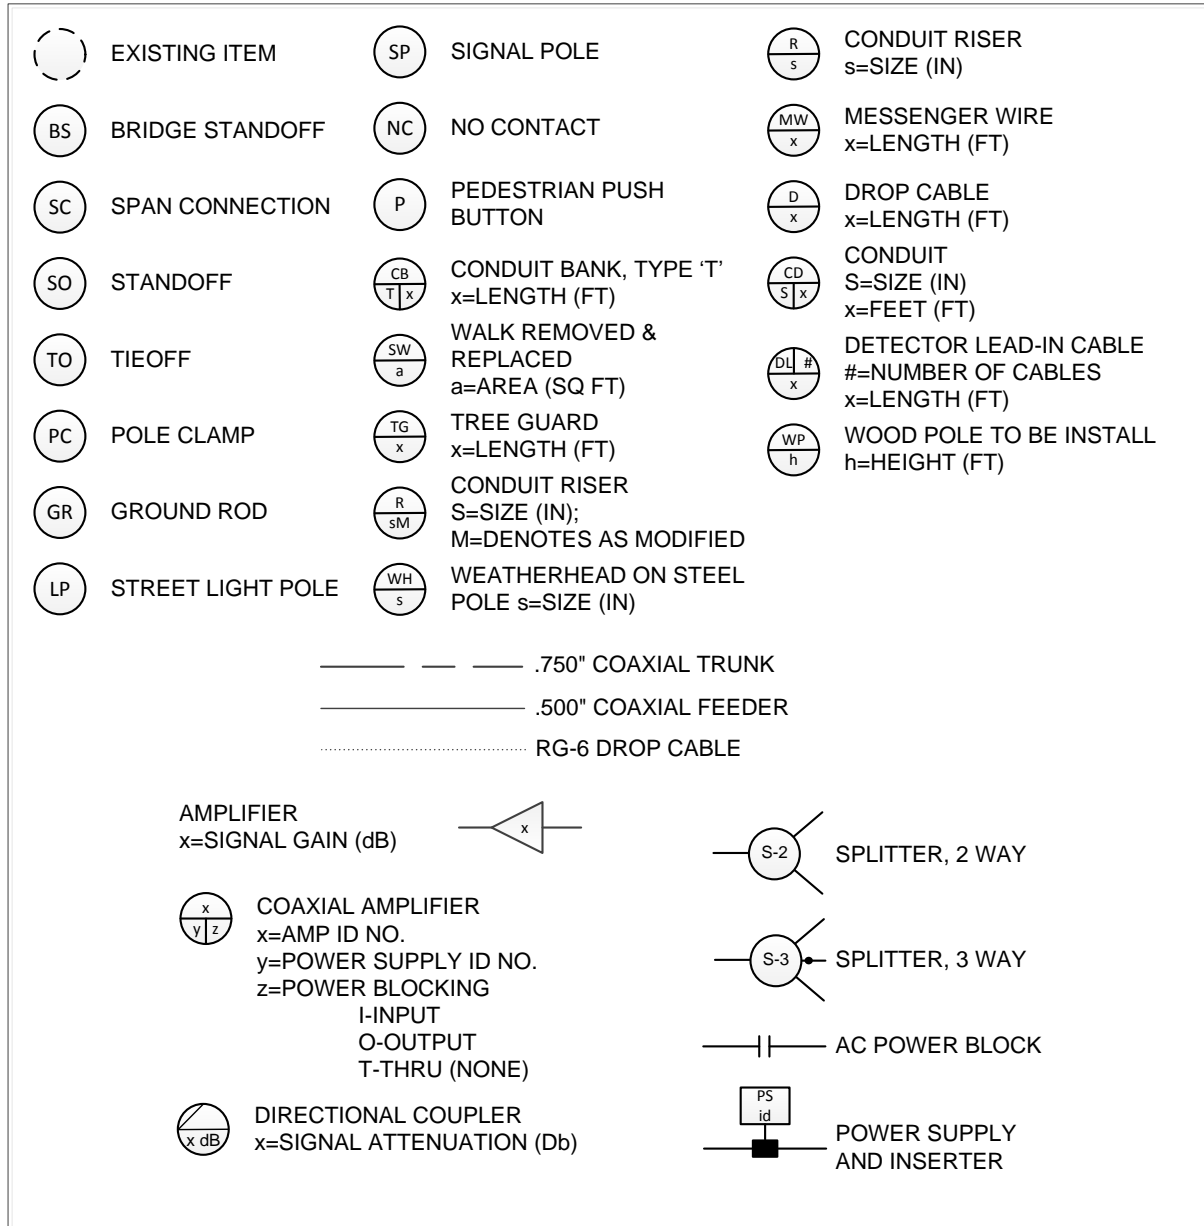 EXISTING ITEM
BS
BRIDGE STANDOFF
SC
SPAN CONNECTION
SO
STANDOFF
TO
TIEOFF
PC
POLE CLAMP
GR
GROUND ROD
LP
STREET LIGHT POLE
SP
SIGNAL POLE
NC
NO CONTACT
P
PEDESTRIAN PUSH
BUTTON
CB
T x
CONDUIT BANK, TYPE ‘T’
x=LENGTH (FT)
SW
a
WALK REMOVED &
REPLACED
a=AREA (SQ FT)
TG
x
TREE GUARD
x=LENGTH (FT)
R
sM
CONDUIT RISER
S=SIZE (IN);
M=DENOTES AS MODIFIED
WH
s
WEATHERHEAD ON STEEL
POLE s=SIZE (IN)
R
s
CONDUIT RISER
s=SIZE (IN)
MW
x
MESSENGER WIRE
x=LENGTH (FT)
D
x
DROP CABLE
x=LENGTH (FT)
CD
S x
CONDUIT
S=SIZE (IN)
x=FEET (FT)
DL #
x
DETECTOR LEAD-IN CABLE
#=NUMBER OF CABLES
x=LENGTH (FT)
WP
h
WOOD POLE TO BE INSTALL
h=HEIGHT (FT)
.750" COAXIAL TRUNK
.500" COAXIAL FEEDER
RG-6 DROP CABLE
AMPLIFIER
x=SIGNAL GAIN (dB)
x
x
y z
COAXIAL AMPLIFIER
x=AMP ID NO.
y=POWER SUPPLY ID NO.
z=POWER BLOCKING
I-INPUT
O-OUTPUT
T-THRU (NONE)
x dB
DIRECTIONAL COUPLER
x=SIGNAL ATTENUATION (Db)
S-2
SPLITTER, 2 WAY
S-3
SPLITTER, 3 WAY
AC POWER BLOCK
PS
id
POWER SUPPLY
AND INSERTER